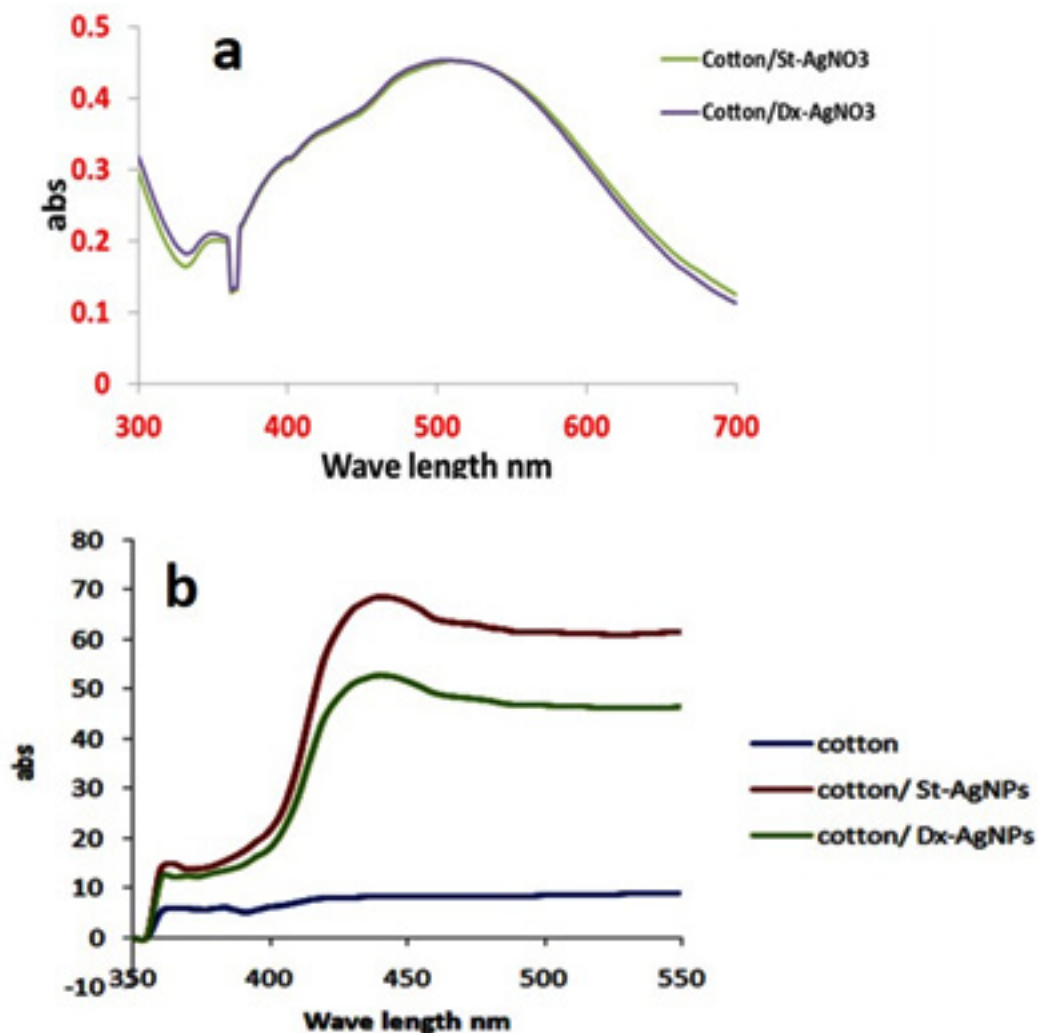 a
0.5
0.4
0.3
0.2
0.1
0
abs
300 400 500 600 700
Wave length nm
Cotton/St-AgNO3
Cotton/Dx-AgNO3
b
80
70
60
50
40
30
20
10
0
-10
abs
350 400 450 500 550
Wave length nm
cotton
cotton/ St-AgNPs
cotton/ Dx-AgNPs